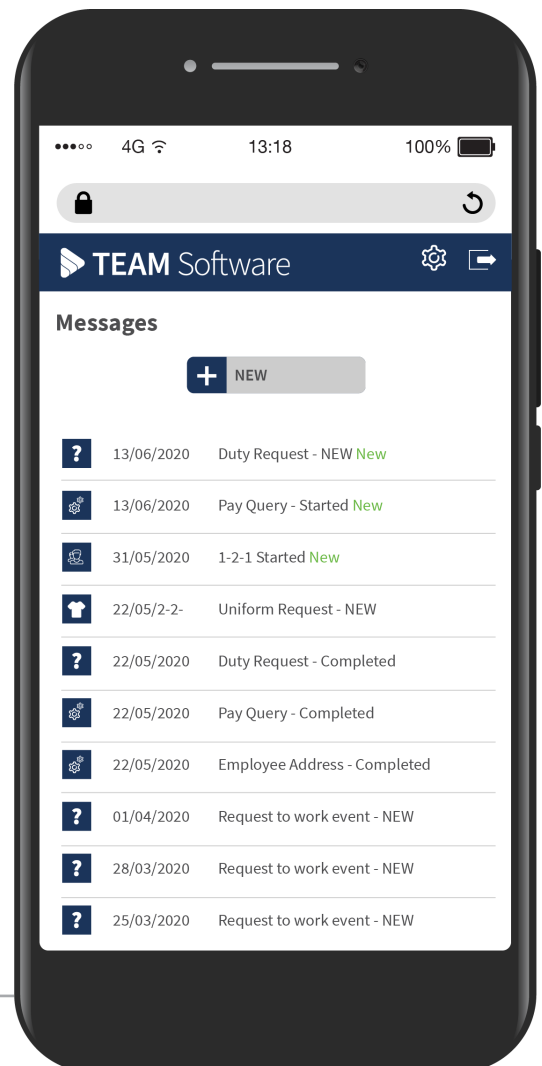 4G 13:18 100%
TEAM Software
Messages
+ NEW
? 13/06/2020 Duty Request - NEW New
13/06/2020 Pay Query - Started New
31/05/2020 1-2-1 Started New
22/05/2-2- Uniform Request - NEW
? 22/05/2020 Duty Request - Completed
22/05/2020 Pay Query - Completed
22/05/2020 Employee Address - Completed
? 01/04/2020 Request to work event - NEW
? 28/03/2020 Request to work event - NEW
? 25/03/2020 Request to work event - NEW